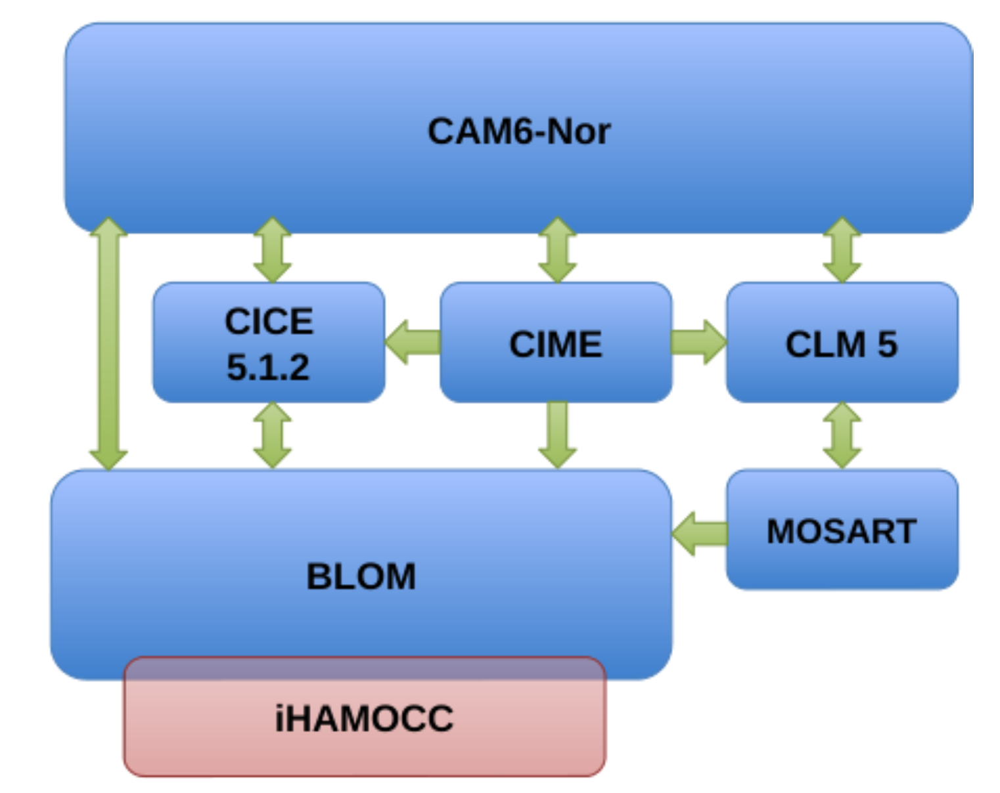 CAM6-Nor
CICE
5.1.2
CIME
CLM 5
MOSART
BLOM
iHAMOCC